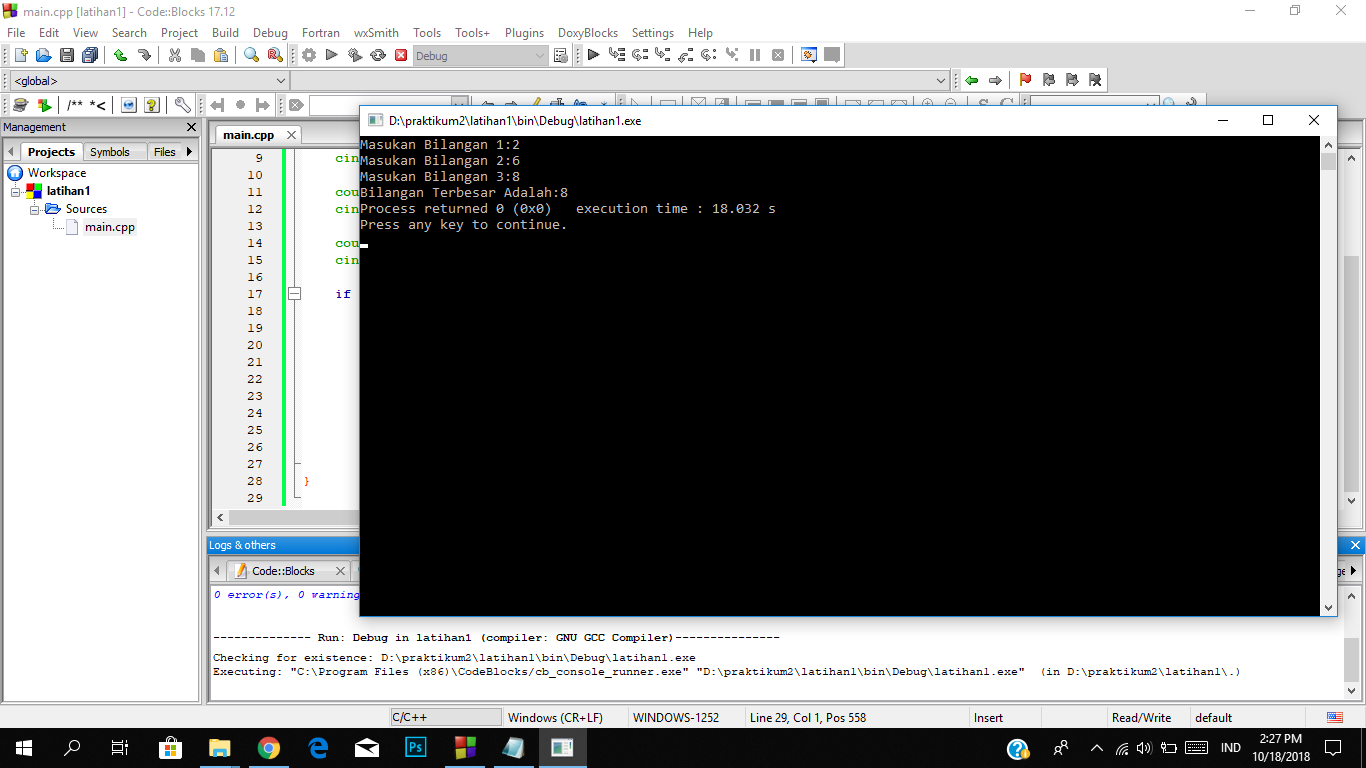 main.cpp [latihan1] - Code::Blocks 17.12
File Edit View Search Project Build Debug Fortran wxSmith Tools Tools+ Plugins DoxyBlocks Settings Help
Debug
<global>
/** *<
Management
Projects Symbols Files
Workspace
latihan1
Sources
main.cpp
main.cpp
9 cin
10
11 cou
12 cin
13
14 cou
15 cin
16
17 if
18
19
20
21
22
23
24
25
26
27
28 }
29
D:\praktikum2\latihan1\bin\Debug\latihan1.exe
Masukan Bilangan 1:2
Masukan Bilangan 2:6
Masukan Bilangan 3:8
Bilangan Terbesar Adalah:8
Process returned 0 (0x0) execution time : 18.032 s
Press any key to continue.
Logs & others
Code::Blocks
0 error(s), 0 warning
-------------- Run: Debug in latihan1 (compiler: GNU GCC Compiler)---------------
Checking for existence: D:\praktikum2\latihan1\bin\Debug\latihan1.exe
Executing: "C:\Program Files (x86)\CodeBlocks/cb_console_runner.exe" "D:\praktikum2\latihan1\bin\Debug\latihan1.exe" (in D:\praktikum2\latihan1\.)
C/C++ Windows (CR+LF) WINDOWS-1252 Line 29, Col 1, Pos 558 Insert Read/Write default
Ps
IND
2:27 PM
10/18/2018